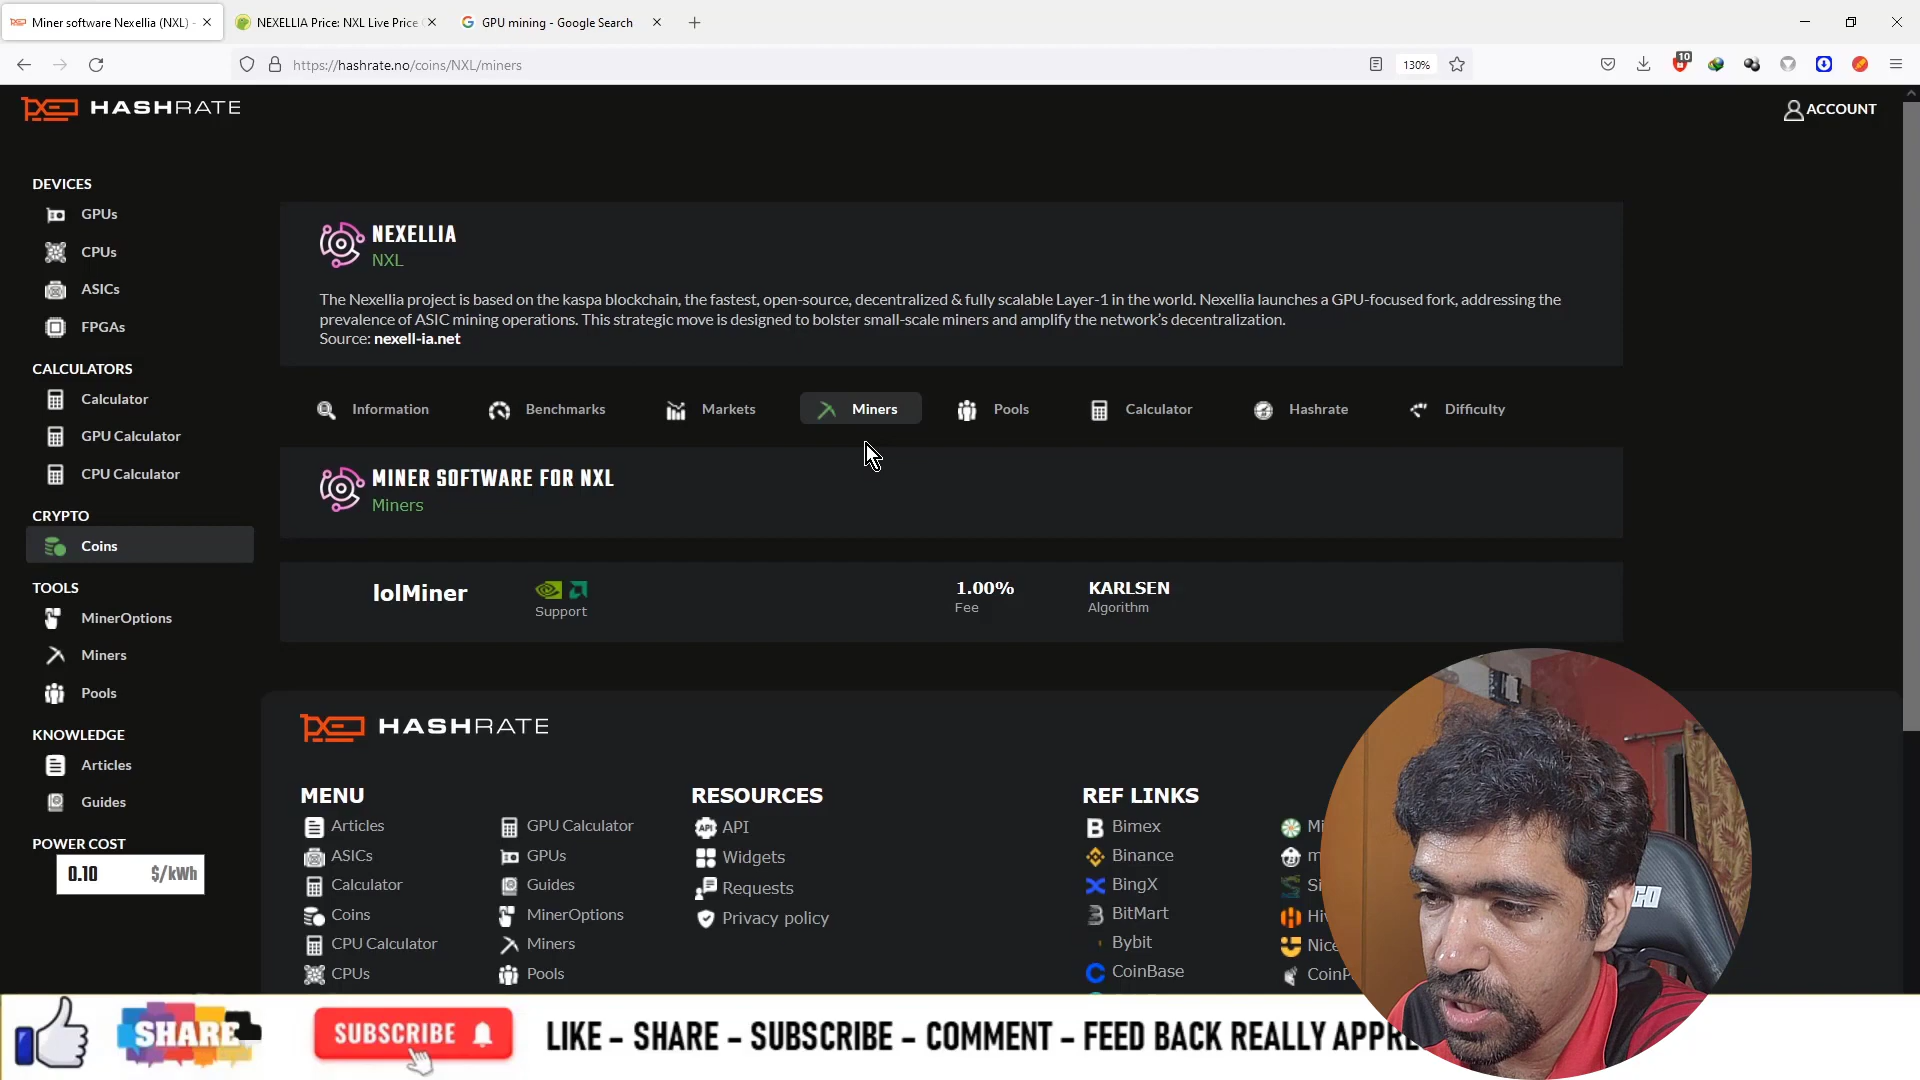 Miner software Nexellia (NXL) -
NEXELLIA Price: NXL Live Price
GPU mining - Google Search
https://hashrate.no/coins/NXL/miners
130%
10
HASHRATE
ACCOUNT
DEVICES
GPUs
CPUs
ASICs
FPGAs
CALCULATORS
Calculator
GPU Calculator
CPU Calculator
CRYPTO
Coins
TOOLS
MinerOptions
Miners
Pools
KNOWLEDGE
Articles
Guides
POWER COST
0.10 $/kWh
NEXELLIA
NXL
The Nexellia project is based on the kaspa blockchain, the fastest, open-source, decentralized & fully scalable Layer-1 in the world. Nexellia launches a GPU-focused fork, addressing the
prevalence of ASIC mining operations. This strategic move is designed to bolster small-scale miners and amplify the network's decentralization.
Source: nexell-ia.net
Information
Benchmarks
Markets
Miners
Pools
Calculator
Hashrate
Difficulty
MINER SOFTWARE FOR NXL
Miners
lolMiner
Support
1.00%
Fee
KARLSEN
Algorithm
HASHRATE
MENU
Articles
ASICs
Calculator
Coins
CPU Calculator
CPUs
GPU Calculator
GPUs
Guides
MinerOptions
Miners
Pools
RESOURCES
API
Widgets
Requests
Privacy policy
REF LINKS
Bimex
Binance
BingX
BitMart
Bybit
CoinBase
SHARE
SUBSCRIBE
LIKE – SHARE – SUBSCRIBE – COMMENT – FEED BACK REALLY APPRE